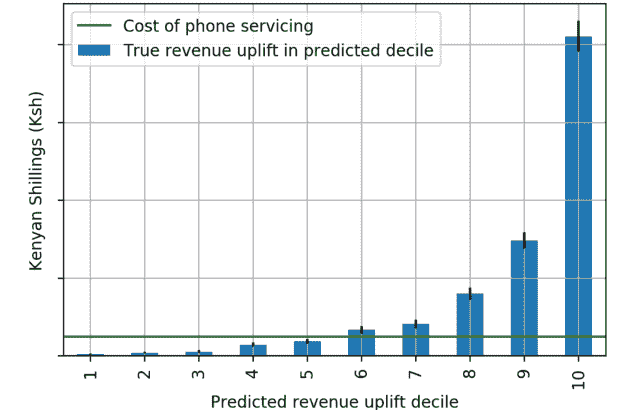 Cost of phone servicing
True revenue uplift in predicted decile
Kenyan Shillings (Ksh)
1 2 3 4 5 6 7 8 9 10
Predicted revenue uplift decile